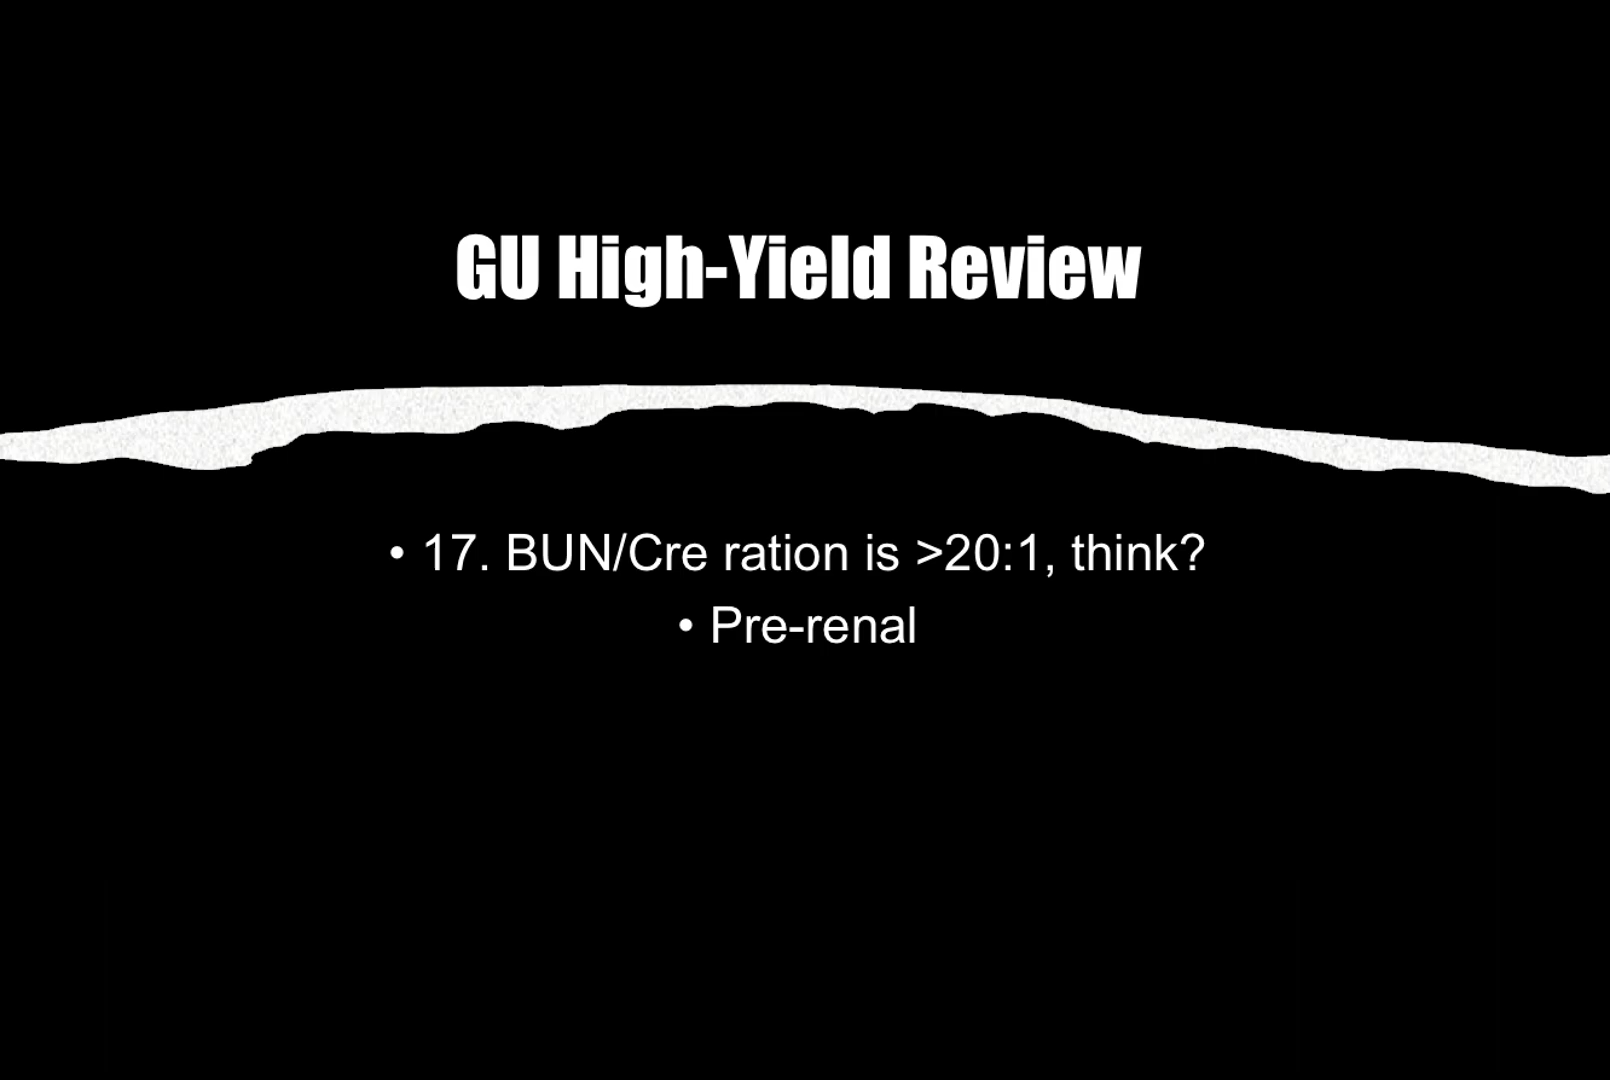 GU High-Yield Review
• 17. BUN/Cre ration is >20:1, think?
• Pre-renal